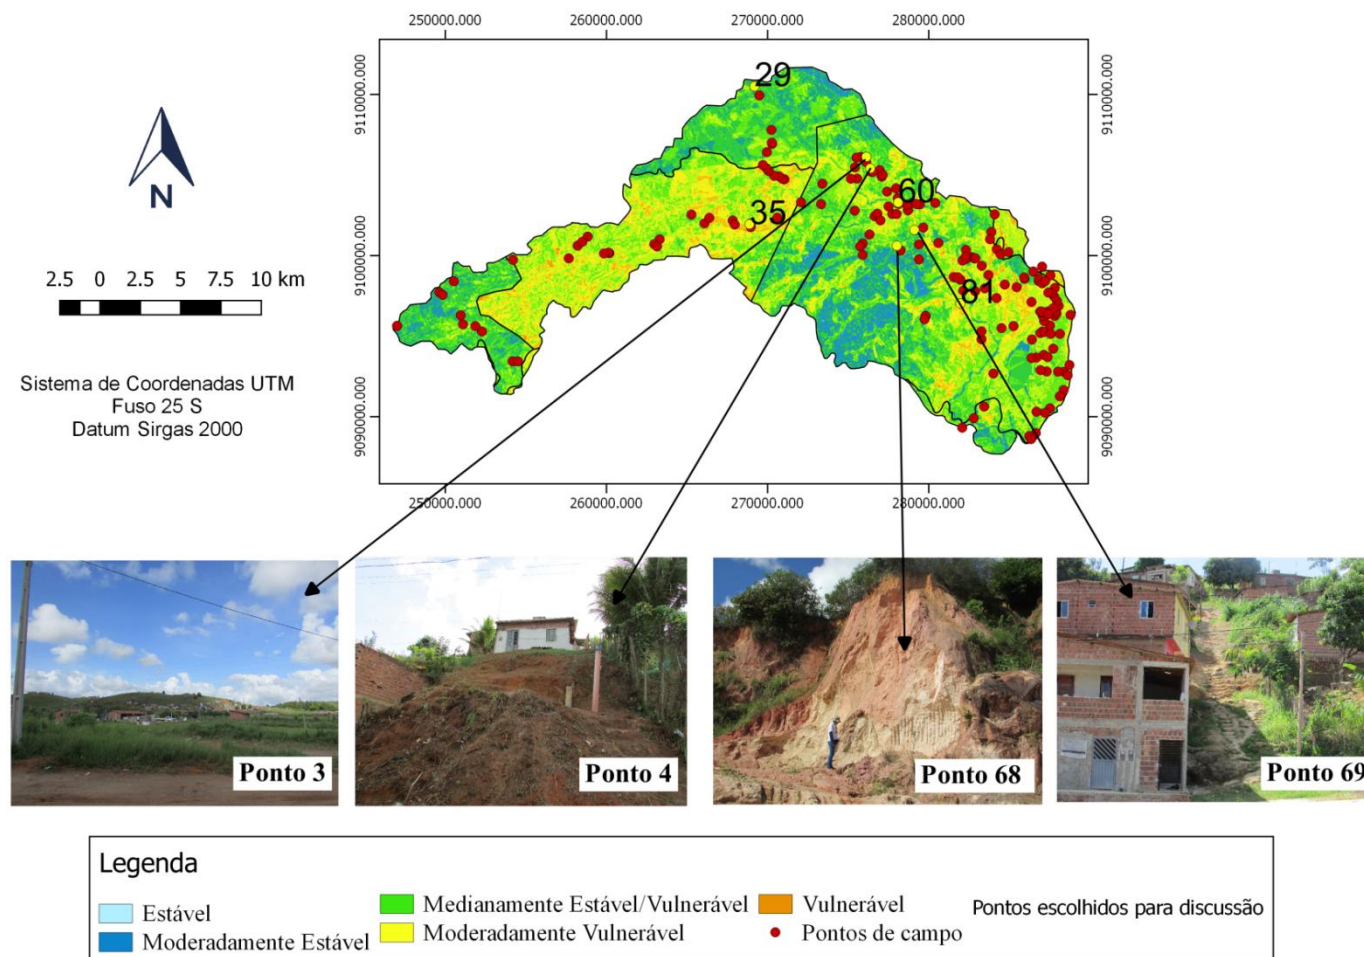 250000.000 260000.000 270000.000 280000.000
9110000.000 9110000.000
9100000.000 9100000.000
9090000.000 9090000.000
29
60
35
81
N
2.5 0 2.5 5 7.5 10 km
Sistema de Coordenadas UTM
Fuso 25 S
Datum Sirgas 2000
250000.000 260000.000 270000.000 280000.000
Ponto 3 Ponto 4 Ponto 68 Ponto 69
Legenda
Estável Medianamente Estável/Vulnerável Vulnerável Pontos escolhidos para discussão
Moderadamente Estável Moderadamente Vulnerável Pontos de campo